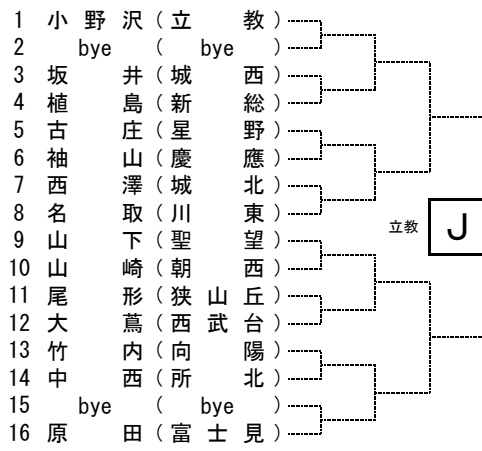 1 小野沢(立教)
2 bye (bye)
3 坂井(城西)
4 植島(新総)
5 古庄(星野)
6 袖山(慶應)
7 西澤(城北)
8 名取(川東)
立教 J
9 山下(聖望)
10 山崎(朝西)
11 尾形(狭山丘)
12 大蔦(西武台)
13 竹内(向陽)
14 中西(所北)
15 bye (bye)
16 原田(富士見)